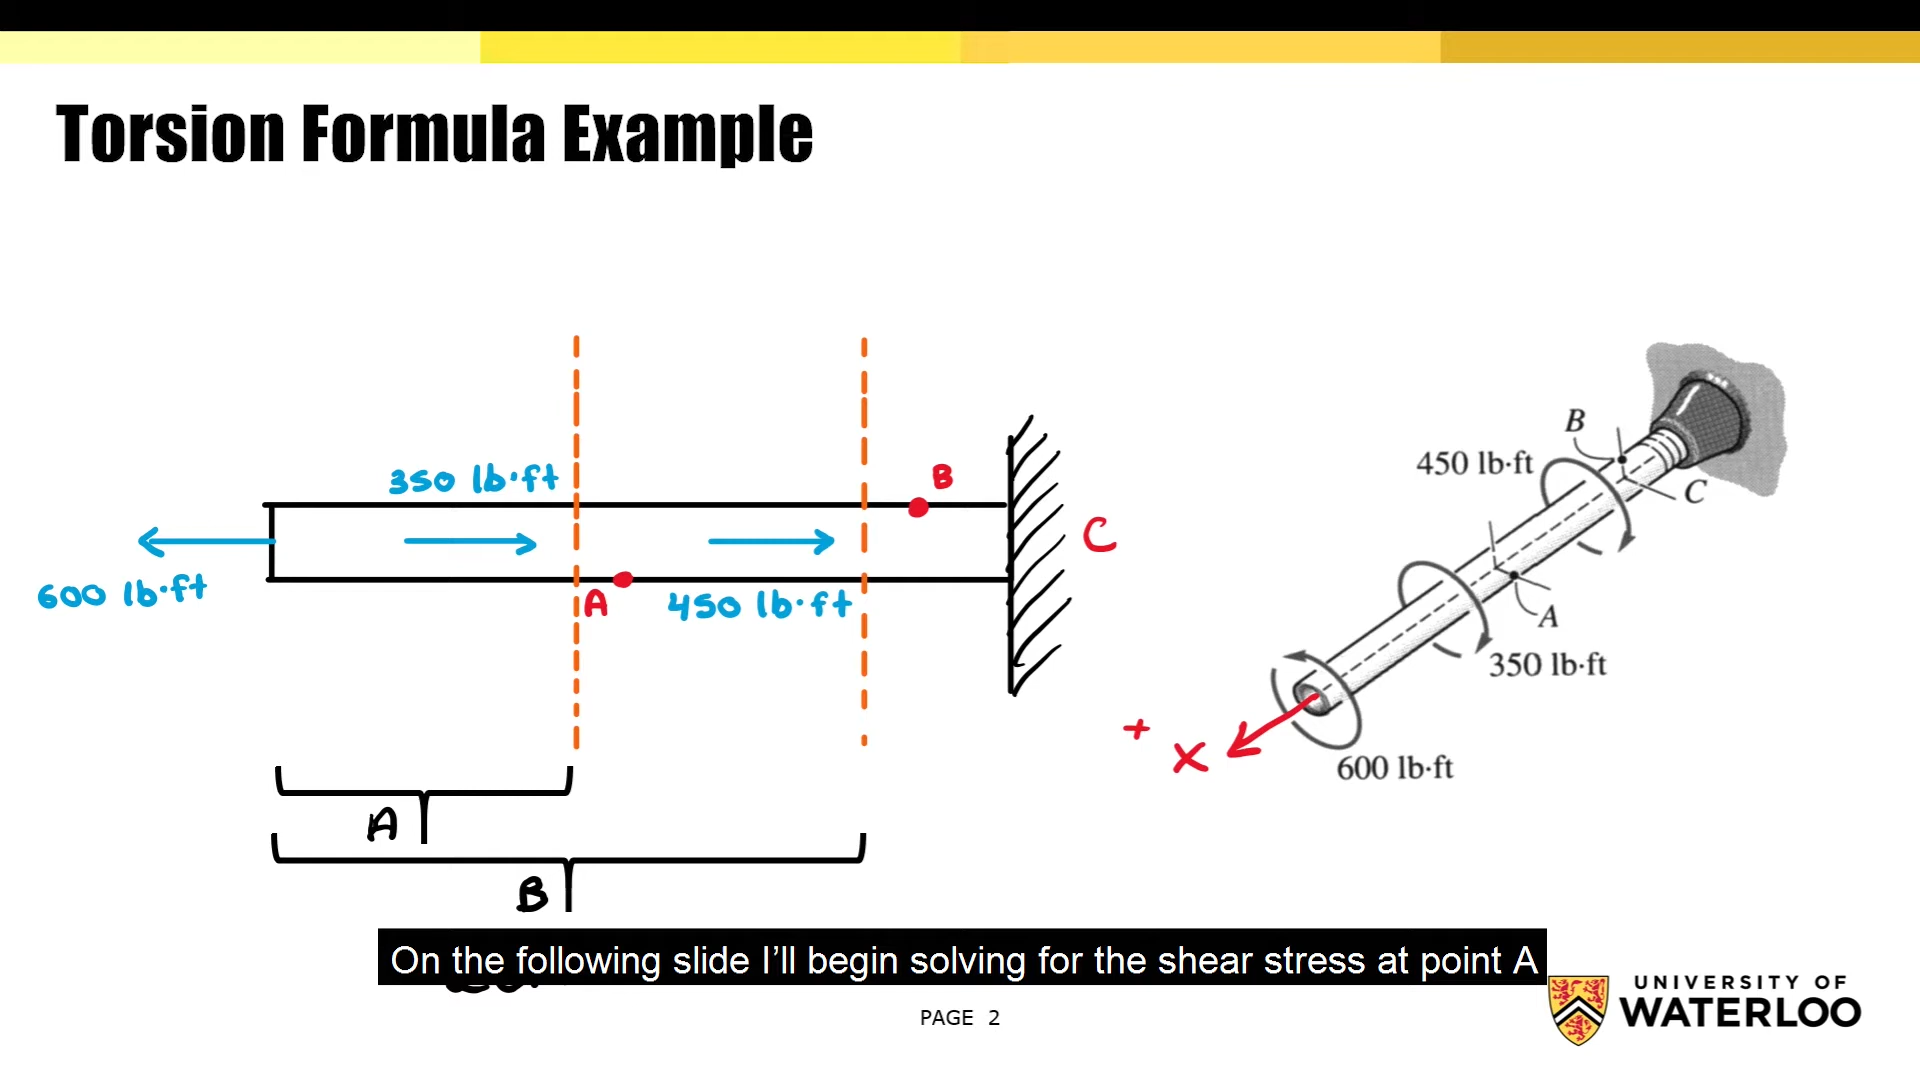 Torsion Formula Example
350 lb·ft
B
C
600 lb·ft
A
450 lb·ft
A
B
B
450 lb·ft
C
A
350 lb·ft
600 lb·ft
+ X
On the following slide I'll begin solving for the shear stress at point A
PAGE 2
UNIVERSITY OF
WATERLOO